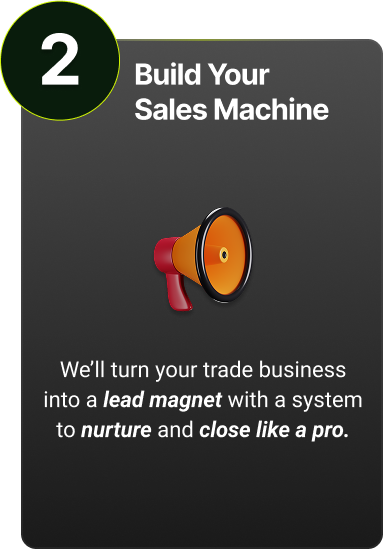 2
Build Your
Sales Machine
We’ll turn your trade business
into a lead magnet with a system
to nurture and close like a pro.